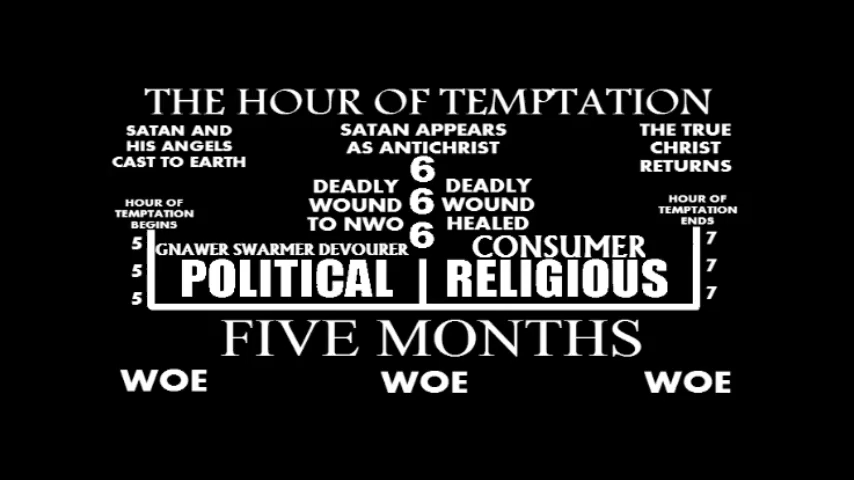 THE HOUR OF TEMPTATION
SATAN AND
HIS ANGELS
CAST TO EARTH
SATAN APPEARS
AS ANTICHRIST
THE TRUE
CHRIST
RETURNS
6
6
6
DEADLY
WOUND
TO NWO
DEADLY
WOUND
HEALED
HOUR OF
TEMPTATION
BEGINS
HOUR OF
TEMPTATION
ENDS
5
5
5
GNAWER SWARMER DEVOURER
POLITICAL
CONSUMER
RELIGIOUS
7
7
7
FIVE MONTHS
WOE WOE WOE